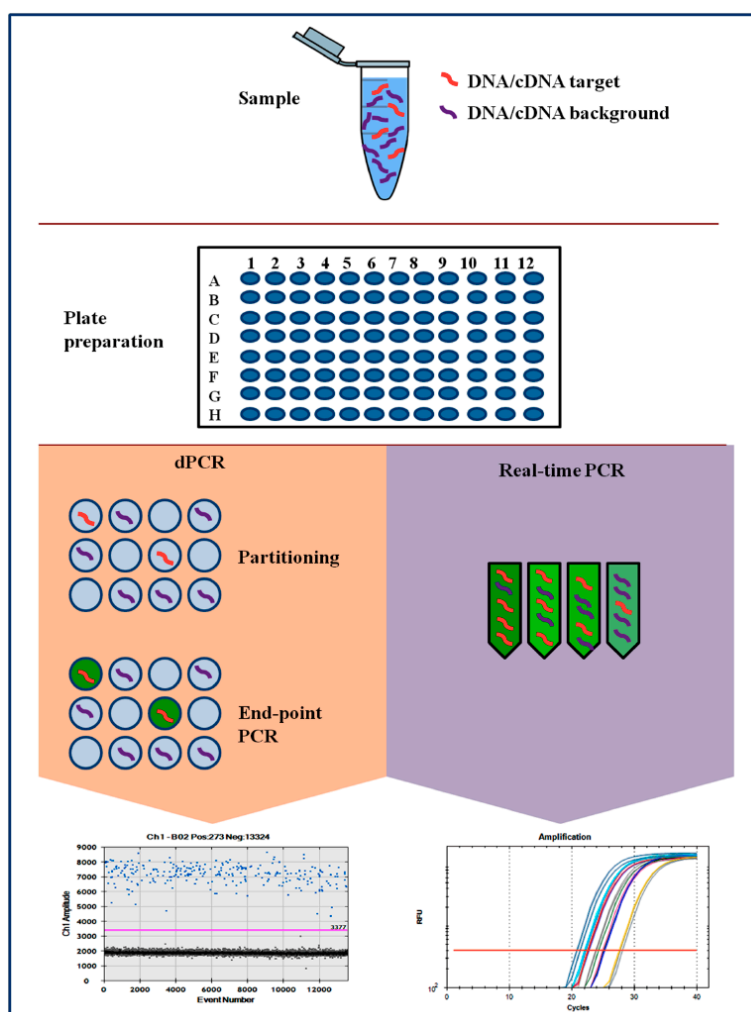 Sample
DNA/cDNA target
DNA/cDNA background
1 2 3 4 5 6 7 8 9 10 11 12
A
B
C
D
E
F
G
H
Plate
preparation
dPCR
Partitioning
End-point
PCR
Real-time PCR
Ch1 - B02 Pos:273 Neg:13324
Ch1 Amplitude
9000
8000
7000
6000
5000
4000
3000
2000
1000
0
3377
0 2000 4000 6000 8000 10000 12000
Event Number
Amplification
RFU
10²
0 10 20 30 40
Cycles